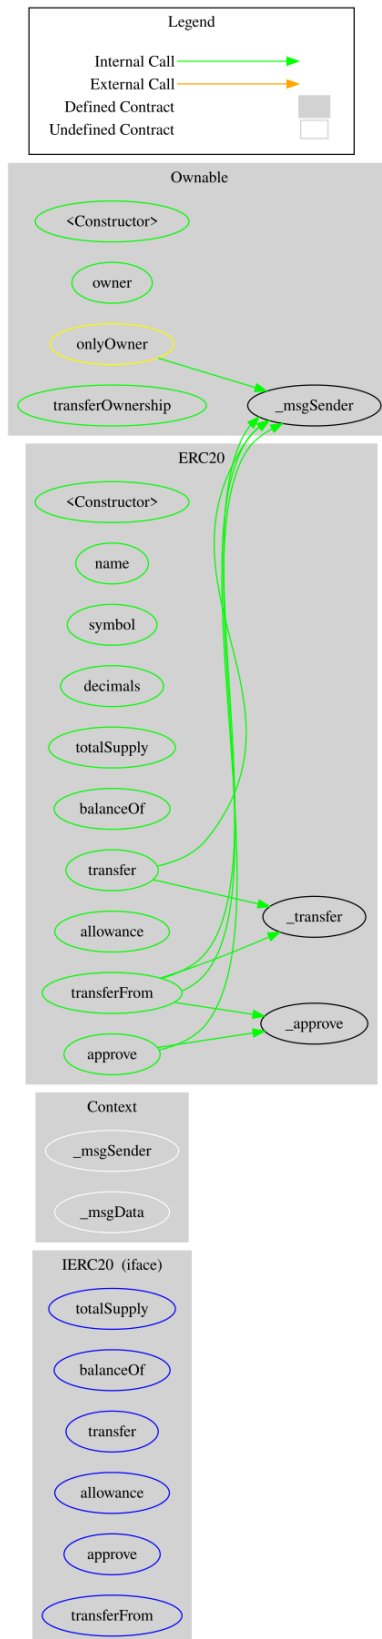 Legend
Internal Call
External Call
Defined Contract
Undefined Contract
Ownable
<Constructor>
owner
onlyOwner
transferOwnership
_msgSender
ERC20
<Constructor>
name
symbol
decimals
totalSupply
balanceOf
transfer
_transfer
allowance
transferFrom
_approve
approve
Context
_msgSender
_msgData
IERC20 (iface)
totalSupply
balanceOf
transfer
allowance
approve
transferFrom